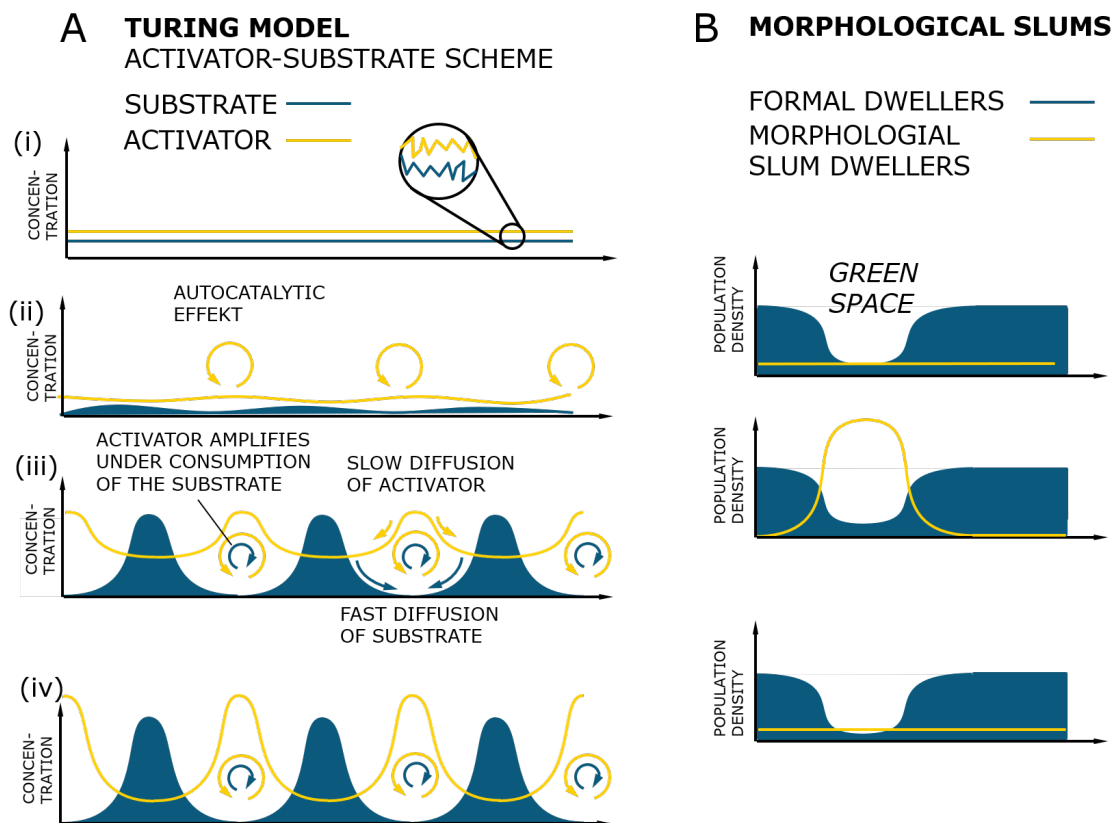 A
TURING MODEL
ACTIVATOR-SUBSTRATE SCHEME
SUBSTRATE
ACTIVATOR
(i)
CONCEN-
TRATION
(ii)
CONCEN-
TRATION
AUTOCATALYTIC
EFFEKT
(iii)
CONCEN-
TRATION
ACTIVATOR AMPLIFIES
UNDER CONSUMPTION
OF THE SUBSTRATE
SLOW DIFFUSION
OF ACTIVATOR
FAST DIFFUSION
OF SUBSTRATE
(iv)
CONCEN-
TRATION
B
MORPHOLOGICAL SLUMS
FORMAL DWELLERS
MORPHOLOGIAL
SLUM DWELLERS
POPULATION
DENSITY
GREEN
SPACE
POPULATION
DENSITY
POPULATION
DENSITY